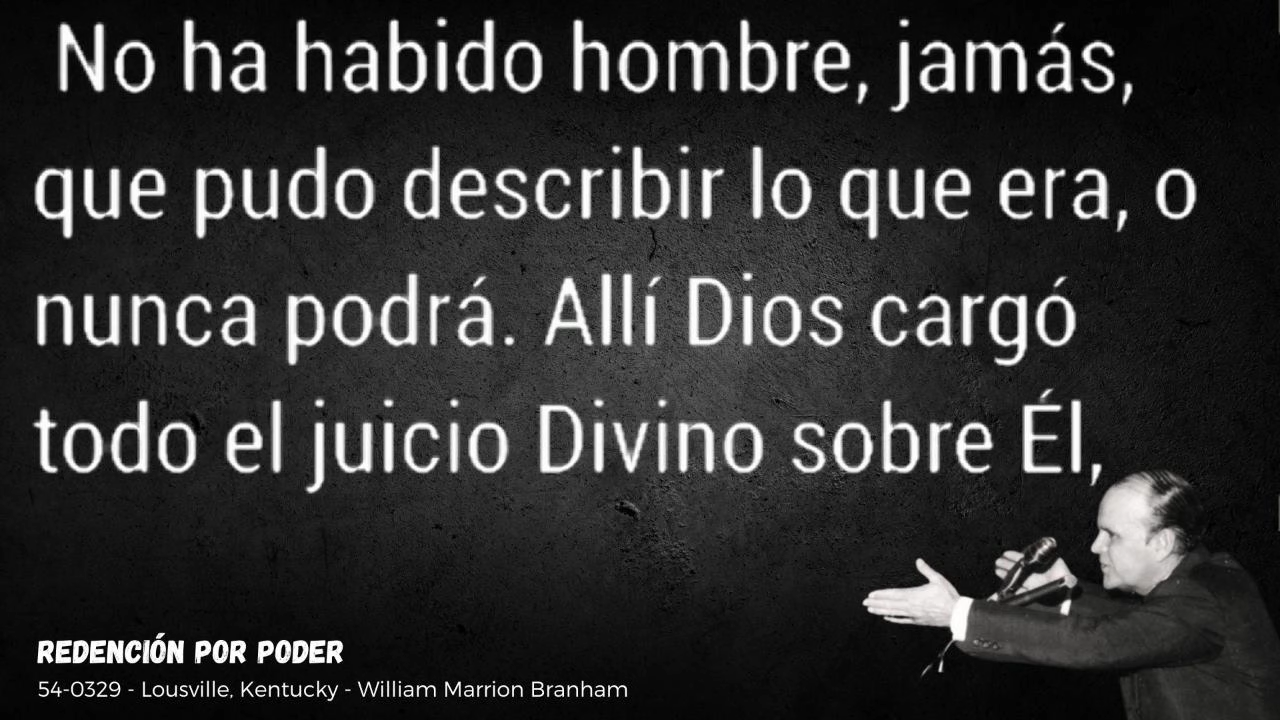 No ha habido hombre, jamás,
que pudo describir lo que era, o
nunca podrá. Allí Dios cargó
todo el juicio Divino sobre Él,
REDENCIÓN POR PODER
54-0329 - Lousville, Kentucky - William Marrion Branham